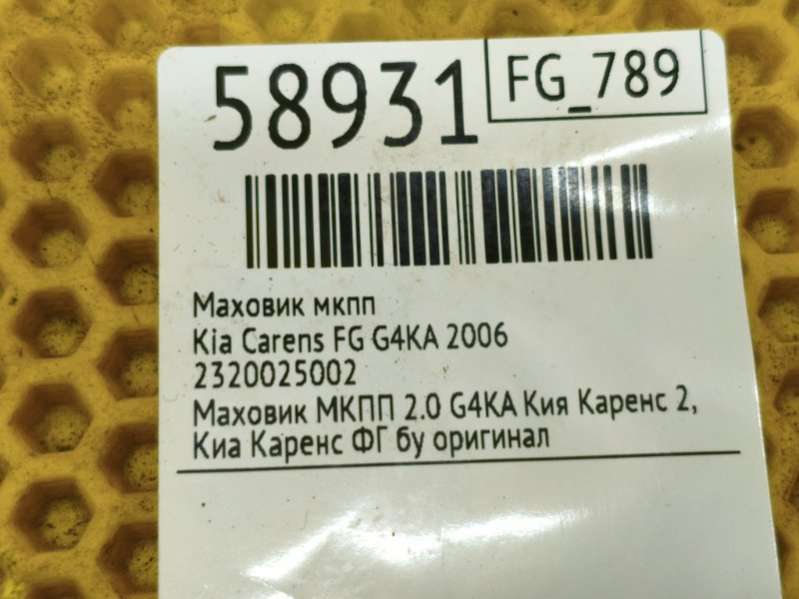 58931
FG_789
Маховик мкпп
Kia Carens FG G4KA 2006
2320025002
Маховик МКПП 2.0 G4KA Кия Каренс 2,
Киа Каренс ФГ бу оригинал